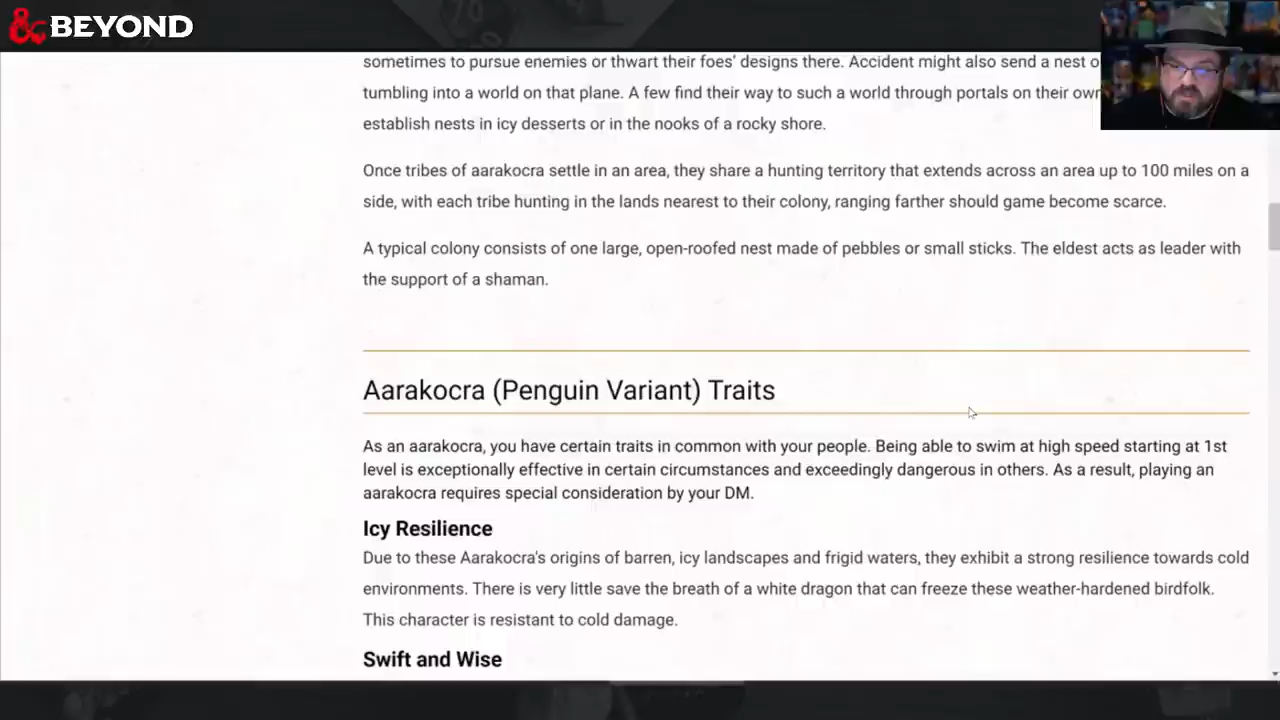 & BEYOND
sometimes to pursue enemies or thwart their foes' designs there. Accident might also send a nest
tumbling into a world on that plane. A few find their way to such a world through portals on their own
establish nests in icy desserts or in the nooks of a rocky shore.
Once tribes of aarakocra settle in an area, they share a hunting territory that extends across an area up to 100 miles on a
side, with each tribe hunting in the lands nearest to their colony, ranging farther should game become scarce.
A typical colony consists of one large, open-roofed nest made of pebbles or small sticks. The eldest acts as leader with
the support of a shaman.
Aarakocra (Penguin Variant) Traits
As an aarakocra, you have certain traits in common with your people. Being able to swim at high speed starting at 1st
level is exceptionally effective in certain circumstances and exceedingly dangerous in others. As a result, playing an
aarakocra requires special consideration by your DM.
Icy Resilience
Due to these Aarakocra's origins of barren, icy landscapes and frigid waters, they exhibit a strong resilience towards cold
environments. There is very little save the breath of a white dragon that can freeze these weather-hardened birdfolk.
This character is resistant to cold damage.
Swift and Wise